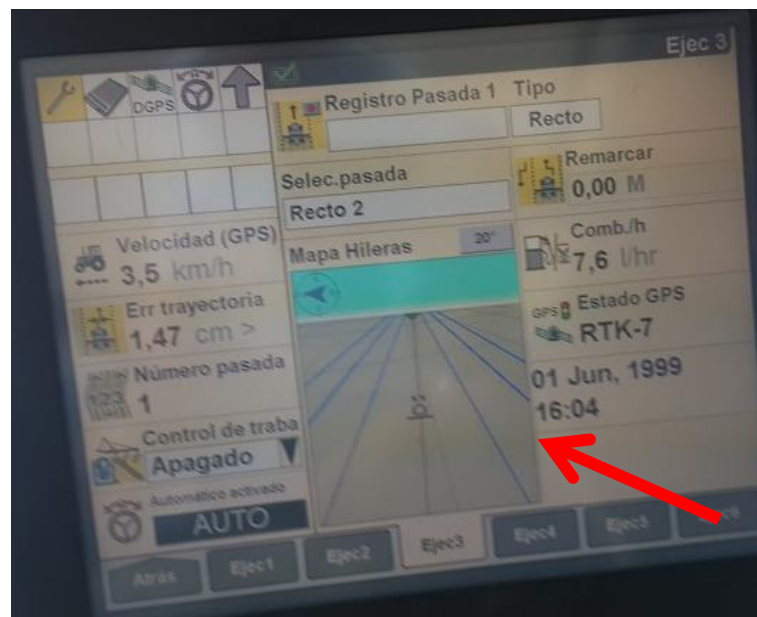 Ejec 3
DGPS
Registro Pasada 1
Tipo
Recto
Selec.pasada
Recto 2
Remarcar
0,00 M
Velocidad (GPS)
3,5 km/h
Mapa Hileras
20°
Comb./h
7,6 l/hr
Err trayectoria
1,47 cm >
GPS
Estado GPS
RTK-7
Número pasada
123
1
01 Jun, 1999
16:04
Control de traba
Apagado
Automático activado
AUTO
Atrás
Ejec1
Ejec2
Ejec3
Ejec4
Ejec5
Ejec6